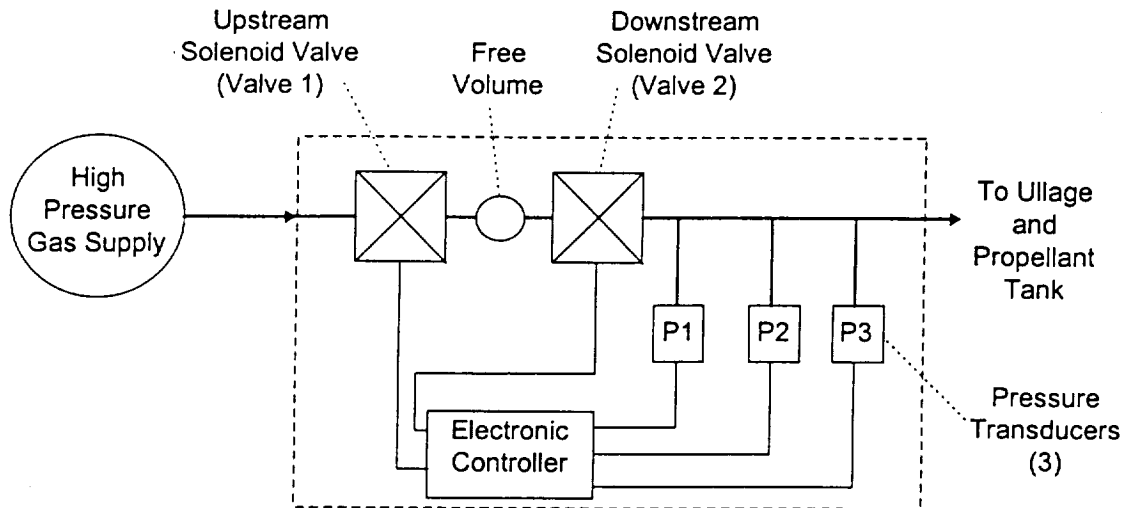 Upstream
Solenoid Valve
(Valve 1)
Free
Volume
Downstream
Solenoid Valve
(Valve 2)
High
Pressure
Gas Supply
To Ullage
and
Propellant
Tank
P1
P2
P3
Electronic
Controller
Pressure
Transducers
(3)